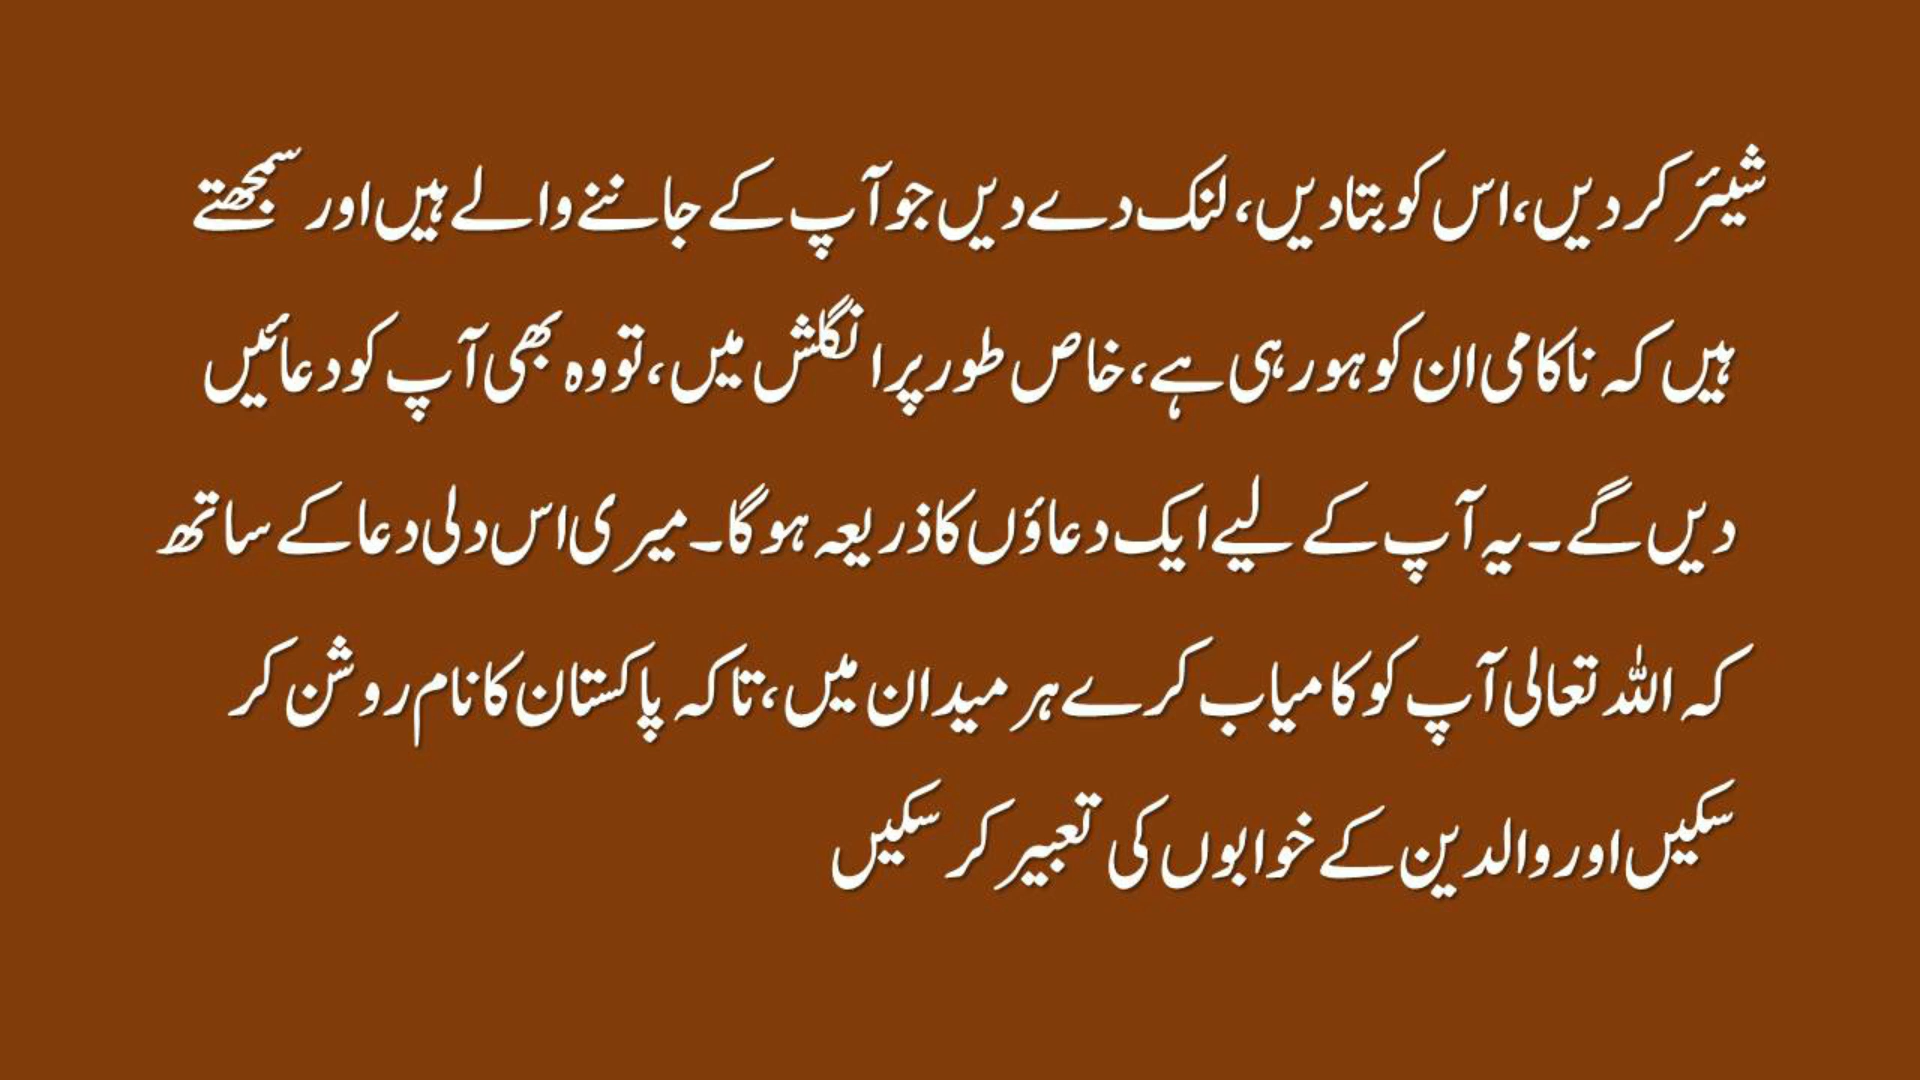 شیئر کر دیں، اس کو بتا دیں، لنک دے دیں جو آپ کے جاننے والے ہیں اور سمجھتے
ہیں کہ ناکامی ان کو ہو رہی ہے، خاص طور پر انگلش میں، تو وہ بھی آپ کو دعائیں
دیں گے۔ یہ آپ کے لیے ایک دعاؤں کا ذریعہ ہو گا۔ میری اس دلی دعا کے ساتھ
کہ اللہ تعالی آپ کو کامیاب کرے ہر میدان میں، تاکہ پاکستان کا نام روشن کر
سکیں اور والدین کے خوابوں کی تعبیر کر سکیں